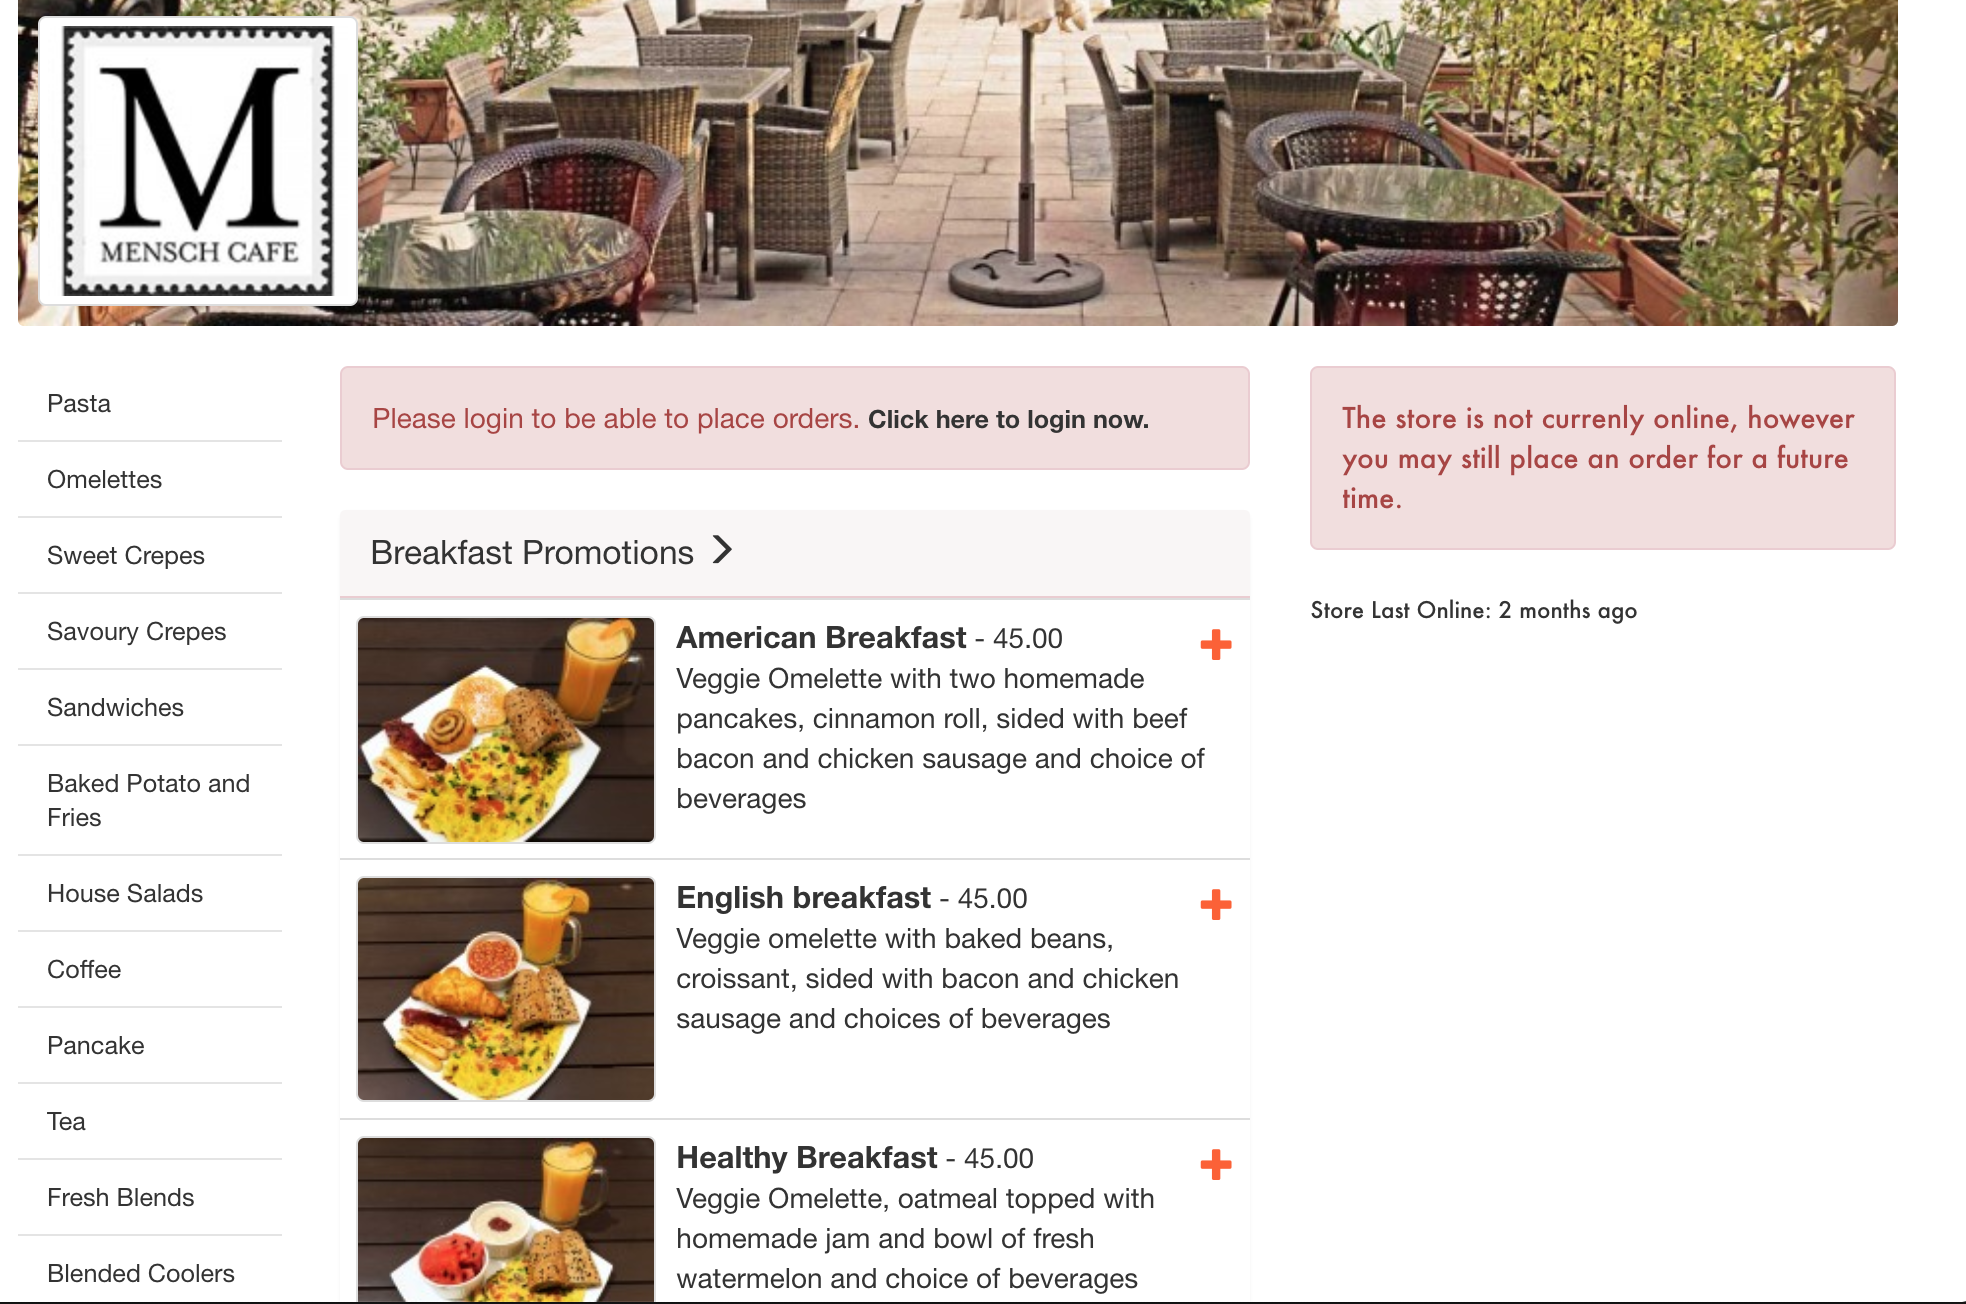 M
MENSCH CAFE
Pasta
Omelettes
Sweet Crepes
Savoury Crepes
Sandwiches
Baked Potato and
Fries
House Salads
Coffee
Pancake
Tea
Fresh Blends
Blended Coolers
Please login to be able to place orders. Click here to login now.
Breakfast Promotions
American Breakfast - 45.00
Veggie Omelette with two homemade
pancakes, cinnamon roll, sided with beef
bacon and chicken sausage and choice of
beverages
English breakfast - 45.00
Veggie omelette with baked beans,
croissant, sided with bacon and chicken
sausage and choices of beverages
Healthy Breakfast - 45.00
Veggie Omelette, oatmeal topped with
homemade jam and bowl of fresh
watermelon and choice of beverages
The store is not currenly online, however
you may still place an order for a future
time.
Store Last Online: 2 months ago